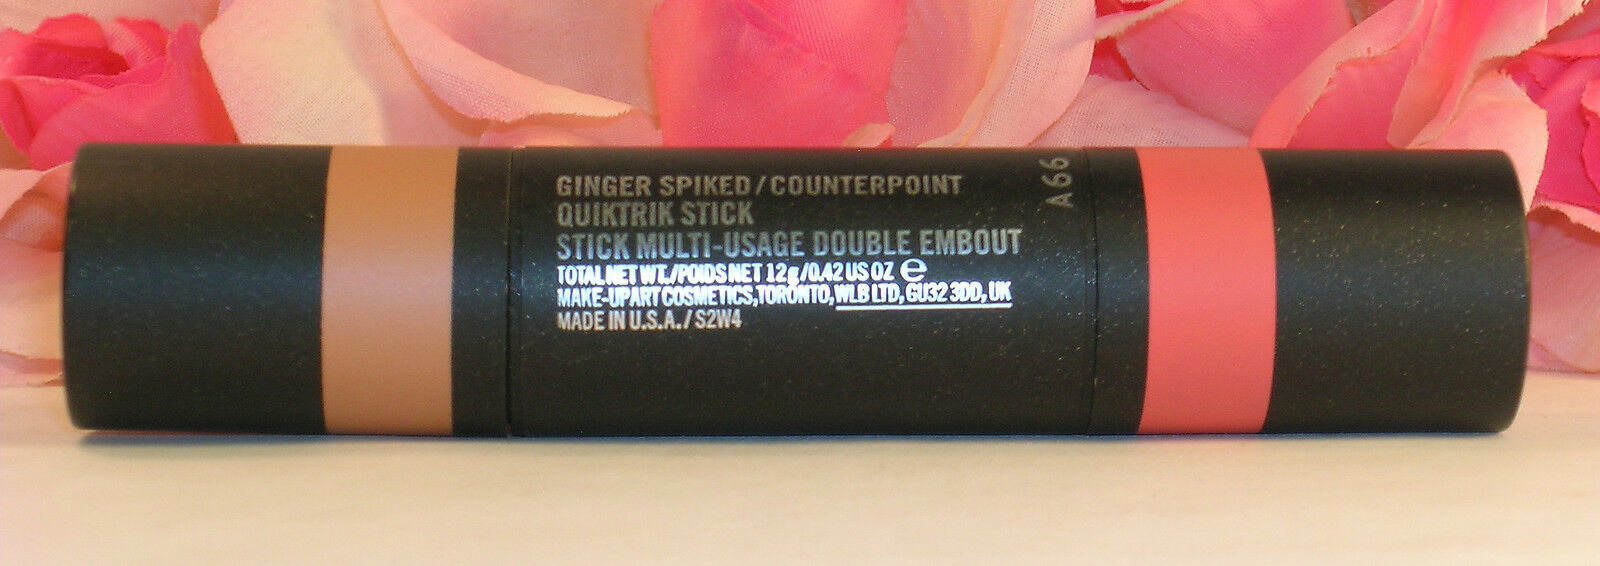 GINGER SPIKED/COUNTERPOINT
QUIKTRIK STICK
STICK MULTI-USAGE DOUBLE EMBOUT
TOTAL NET WT./POIDS NET 12g/0.42 US OZ ℮
MAKE-UP ART COSMETICS, TORONTO, WLB LTD, GU32 3DD, UK
MADE IN U.S.A./S2W4
A66